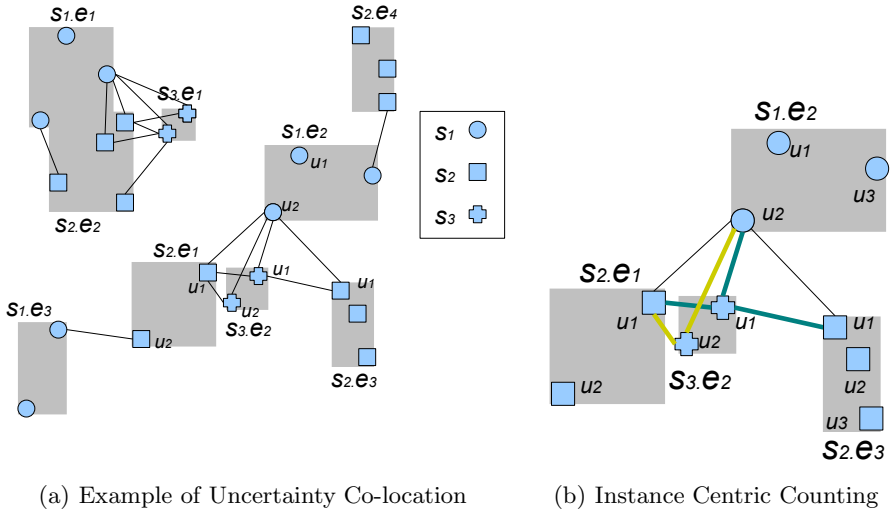 s1.e1
s2.e4
s3.e1
s1.e2
u1
s1
s2
s3
s2.e2
u2
s2.e1
u1
u1
u1
u2
s3.e2
s1.e3
u2
s2.e3
(a) Example of Uncertainty Co-location
s1.e2
u1
u3
u2
s2.e1
u1
u1
u1
u2
s3.e2
u2
u2
u3
s2.e3
(b) Instance Centric Counting